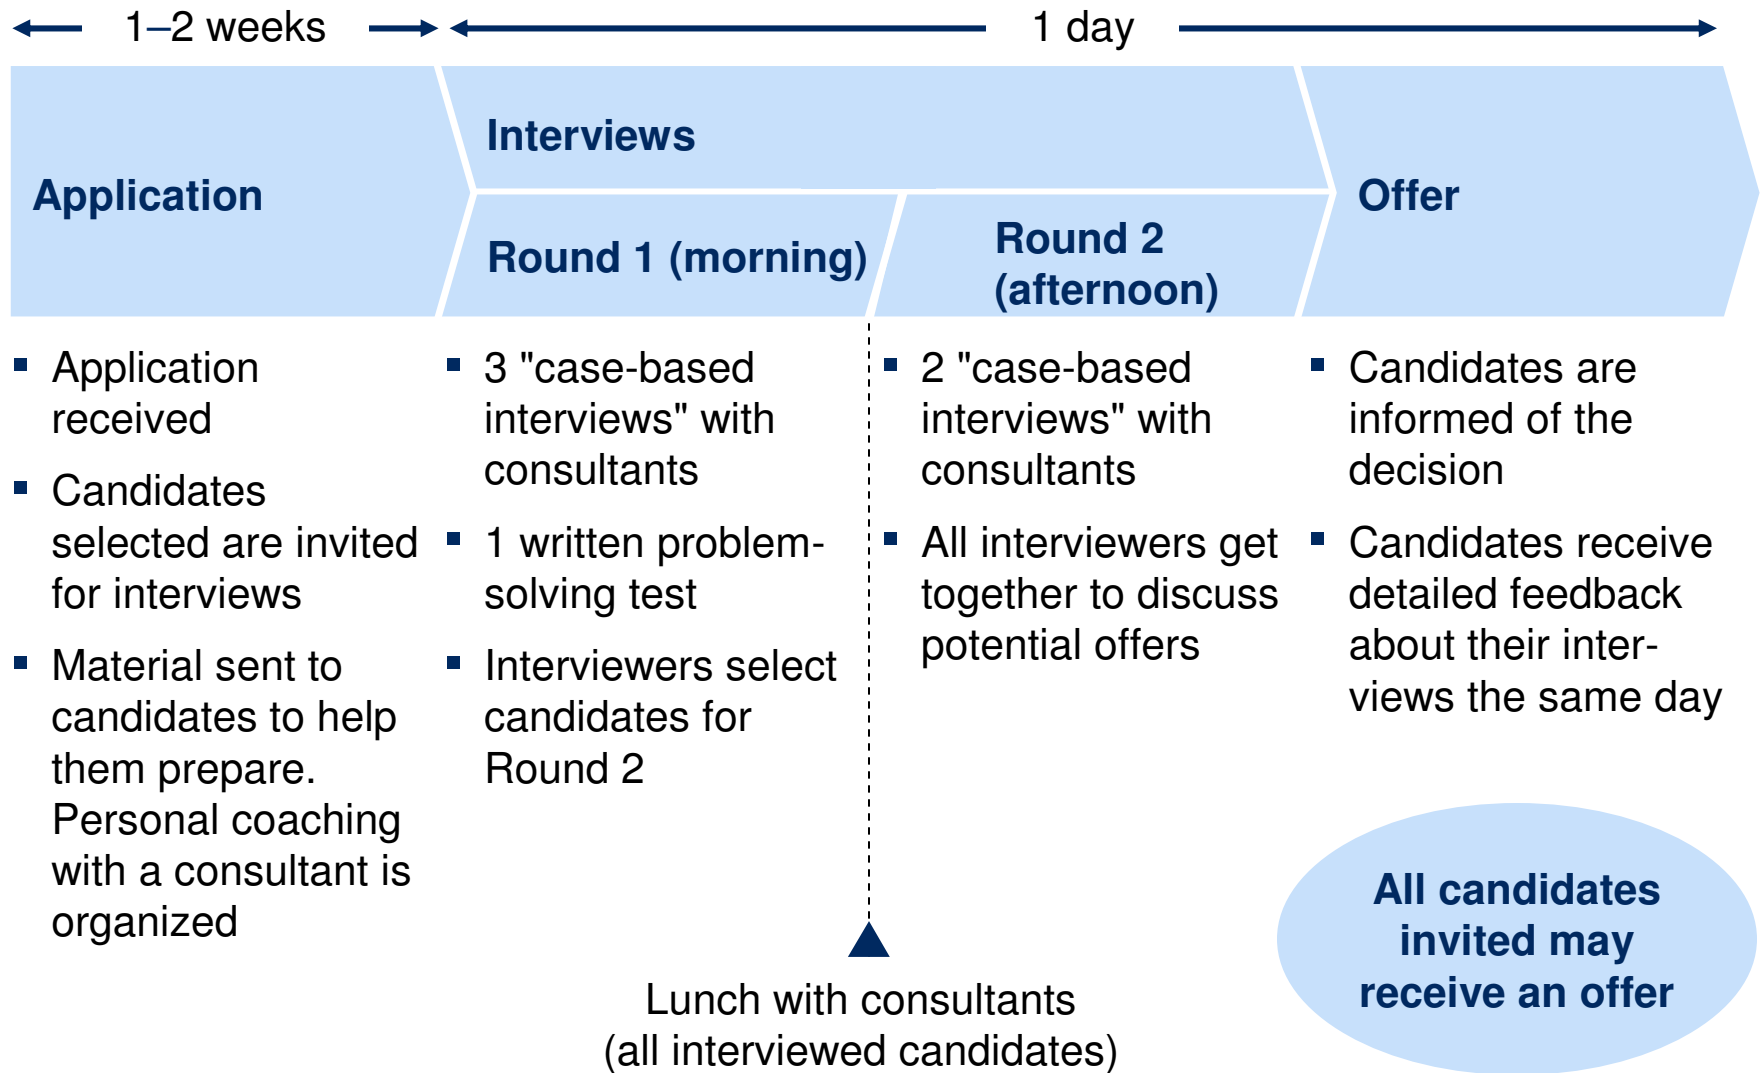 1–2 weeks
1 day
Application
Interviews
Round 1 (morning)
Round 2
(afternoon)
Offer
▪ Application
received
▪ Candidates
selected are invited
for interviews
▪ Material sent to
candidates to help
them prepare.
Personal coaching
with a consultant is
organized
▪ 3 "case-based
interviews" with
consultants
▪ 1 written problem-
solving test
▪ Interviewers select
candidates for
Round 2
▪ 2 "case-based
interviews" with
consultants
▪ All interviewers get
together to discuss
potential offers
▪ Candidates are
informed of the
decision
▪ Candidates receive
detailed feedback
about their inter-
views the same day
Lunch with consultants
(all interviewed candidates)
All candidates
invited may
receive an offer